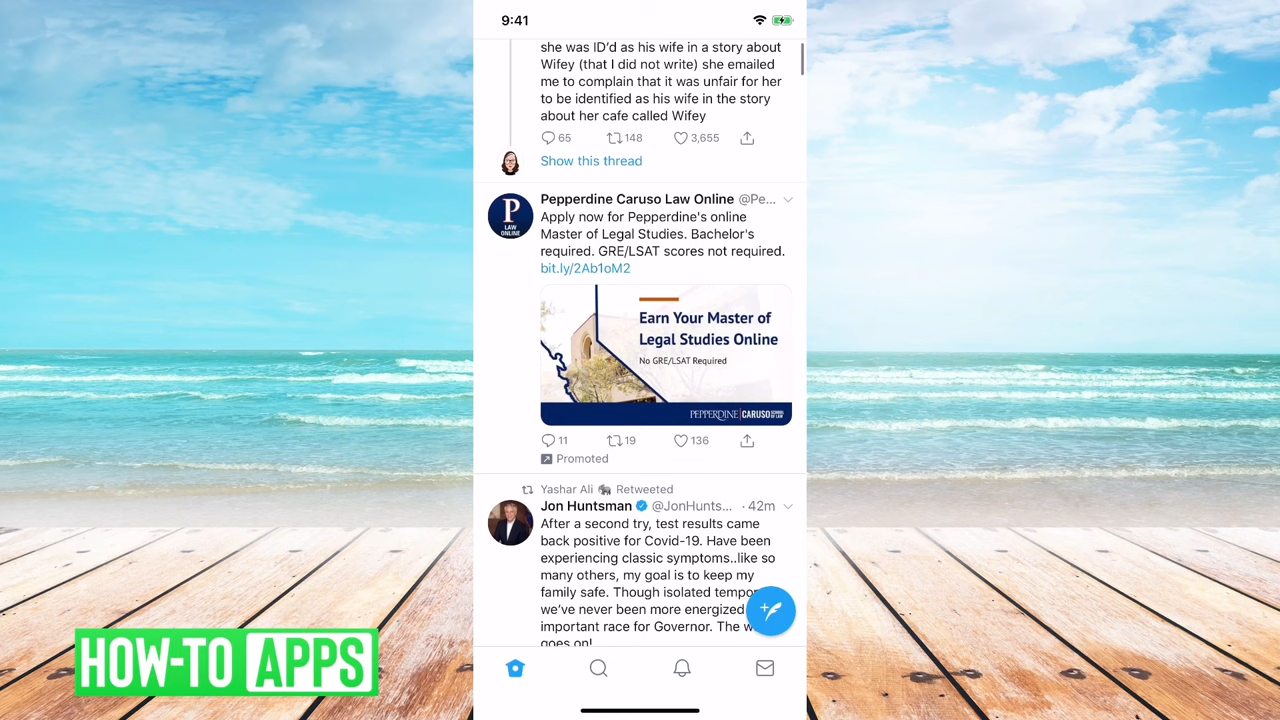 9:41
she was ID'd as his wife in a story about
Wifey (that I did not write) she emailed
me to complain that it was unfair for her
to be identified as his wife in the story
about her cafe called Wifey
65 148 3,655
Show this thread
Pepperdine Caruso Law Online @Pe...
Apply now for Pepperdine's online
Master of Legal Studies. Bachelor's
required. GRE/LSAT scores not required.
bit.ly/2Ab1oM2
P
LAW
ONLINE
Earn Your Master of
Legal Studies Online
No GRE/LSAT Required
PEPPERDINE | CARUSO SCHOOL OF LAW
11 19 136
Promoted
Yashar Ali 🐘 Retweeted
Jon Huntsman @JonHunts... · 42m
After a second try, test results came
back positive for Covid-19. Have been
experiencing classic symptoms..like so
many others, my goal is to keep my
family safe. Though isolated tempo
we've never been more energized
important race for Governor. The w
goes on!
HOW-TO APPS